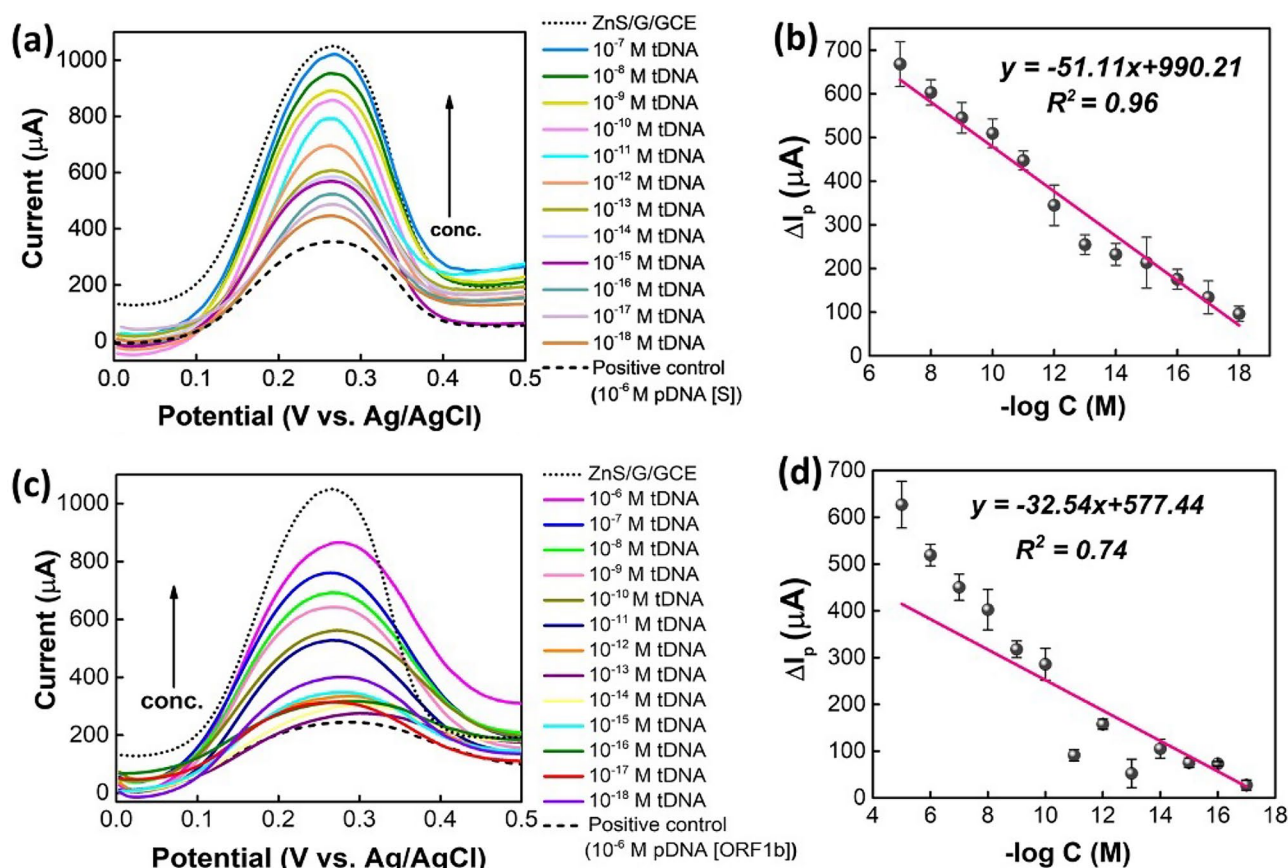 (a)
1000
800
600
400
200
0
Current (μA)
conc.
0.0 0.1 0.2 0.3 0.4 0.5
Potential (V vs. Ag/AgCl)
ZnS/G/GCE
10⁻⁷ M tDNA
10⁻⁸ M tDNA
10⁻⁹ M tDNA
10⁻¹⁰ M tDNA
10⁻¹¹ M tDNA
10⁻¹² M tDNA
10⁻¹³ M tDNA
10⁻¹⁴ M tDNA
10⁻¹⁵ M tDNA
10⁻¹⁶ M tDNA
10⁻¹⁷ M tDNA
10⁻¹⁸ M tDNA
Positive control
(10⁻⁶ M pDNA [S])
(b)
700
600
500
400
300
200
100
0
ΔIₚ (μA)
y = -51.11x+990.21
R² = 0.96
6 8 10 12 14 16 18
-log C (M)
(c)
1000
800
600
400
200
0
Current (μA)
conc.
0.0 0.1 0.2 0.3 0.4 0.5
Potential (V vs. Ag/AgCl)
ZnS/G/GCE
10⁻⁶ M tDNA
10⁻⁷ M tDNA
10⁻⁸ M tDNA
10⁻⁹ M tDNA
10⁻¹⁰ M tDNA
10⁻¹¹ M tDNA
10⁻¹² M tDNA
10⁻¹³ M tDNA
10⁻¹⁴ M tDNA
10⁻¹⁵ M tDNA
10⁻¹⁶ M tDNA
10⁻¹⁷ M tDNA
10⁻¹⁸ M tDNA
Positive control
(10⁻⁶ M pDNA [ORF1b])
(d)
700
600
500
400
300
200
100
0
ΔIₚ (μA)
y = -32.54x+577.44
R² = 0.74
4 6 8 10 12 14 16 18
-log C (M)